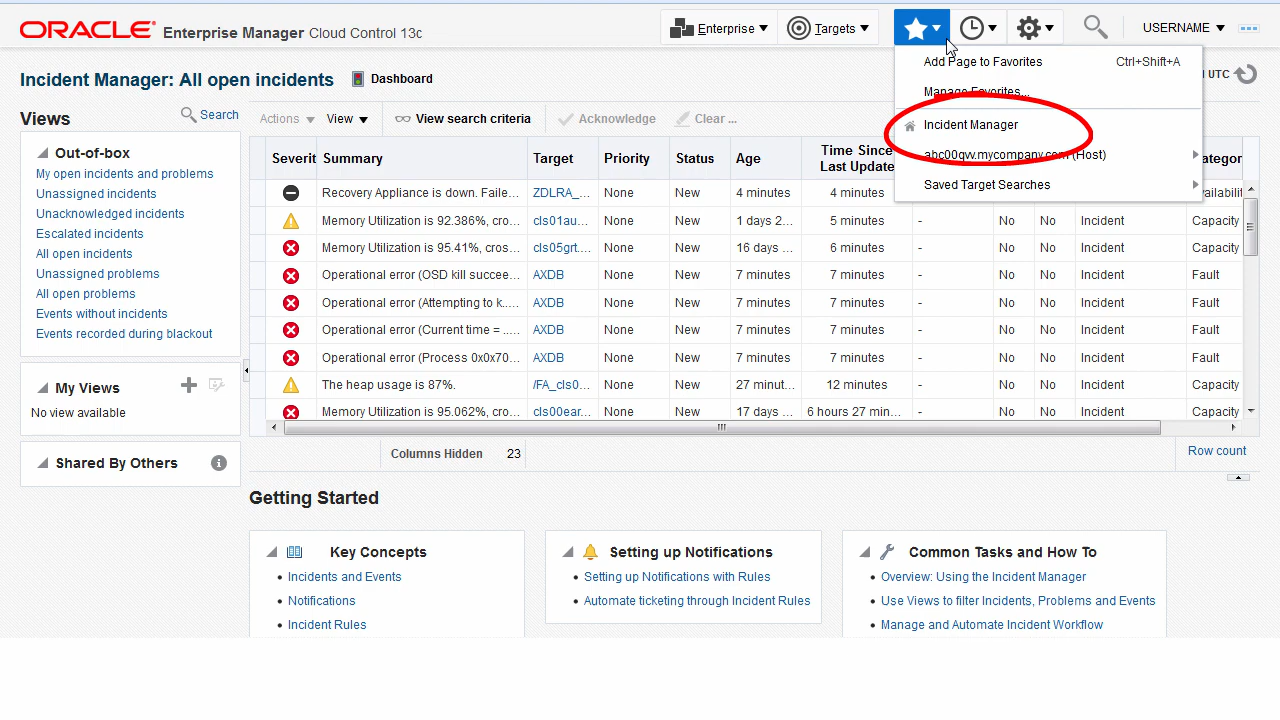 ORACLE Enterprise Manager Cloud Control 13c
Enterprise Targets USERNAME
Incident Manager: All open incidents Dashboard
UTC
Add Page to Favorites Ctrl+Shift+A
Manage Favorites...
Incident Manager
abc00qvv.mycompany.com (Host)
Saved Target Searches
Views Search
Out-of-box
My open incidents and problems
Unassigned incidents
Unacknowledged incidents
Escalated incidents
All open incidents
Unassigned problems
All open problems
Events without incidents
Events recorded during blackout
My Views
No view available
Shared By Others
Actions View View search criteria Acknowledge Clear ...
Severit Summary Target Priority Status Age Time Since
Last Update
Recovery Appliance is down. Fai... ZDLRA_... None New 4 minutes 4 minutes
Memory Utilization is 92.386%, cros... cls01au... None New 1 days 2... 5 minutes - No No Incident Capacity
Memory Utilization is 95.41%, cros... cls05grt... None New 16 days ... 6 minutes - No No Incident Capacity
Operational error (OSD kill succee... AXDB None New 7 minutes 7 minutes - No No Incident Fault
Operational error (Attempting to k.... AXDB None New 7 minutes 7 minutes - No No Incident Fault
Operational error (Current time = ... AXDB None New 7 minutes 7 minutes - No No Incident Fault
Operational error (Process 0x0x70... AXDB None New 7 minutes 7 minutes - No No Incident Fault
The heap usage is 87%. /FA_cls0... None New 27 minut... 12 minutes - No No Incident Capacity
Memory Utilization is 95.062%, cro... cls00ear... None New 17 days ... 6 hours 27 min... - No No Incident Capacity
Columns Hidden 23 Row count
Getting Started
Key Concepts
Incidents and Events
Notifications
Incident Rules
Setting up Notifications
Setting up Notifications with Rules
Automate ticketing through Incident Rules
Common Tasks and How To
Overview: Using the Incident Manager
Use Views to filter Incidents, Problems and Events
Manage and Automate Incident Workflow